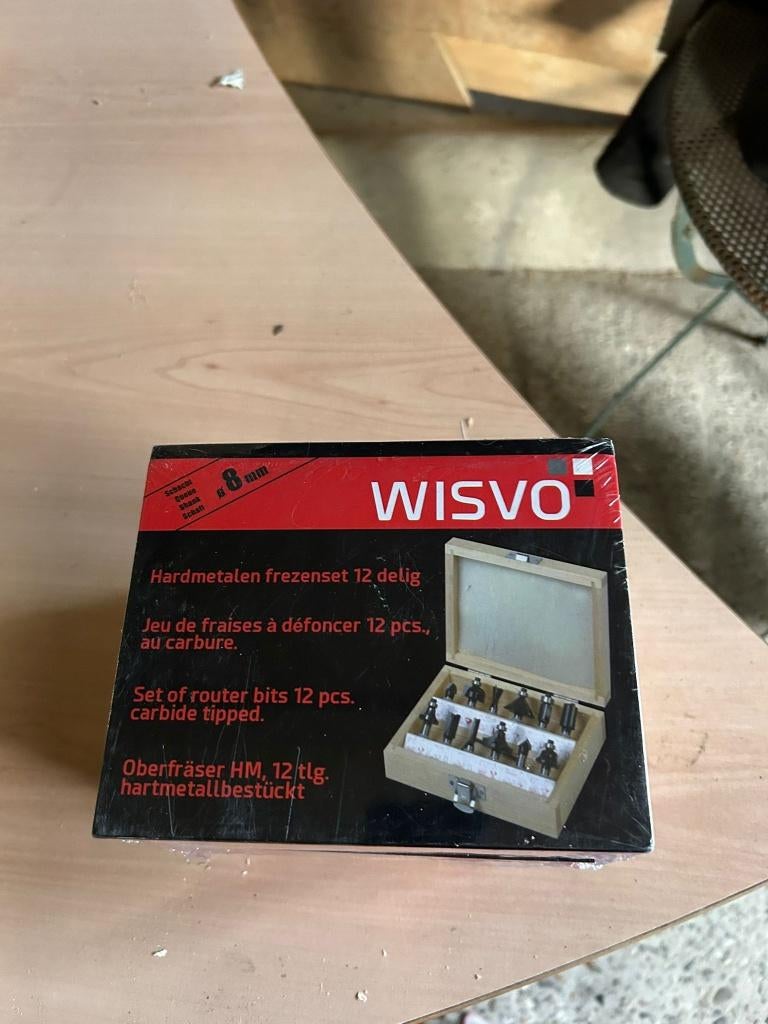 Schacht
Queue
Shank
Schaft
ø 8 mm
WISVO
Hardmetalen frezenset 12 delig
Jeu de fraises à défoncer 12 pcs.,
au carbure.
Set of router bits 12 pcs.
carbide tipped.
Oberfräser HM, 12 tlg.
hartmetallbestückt